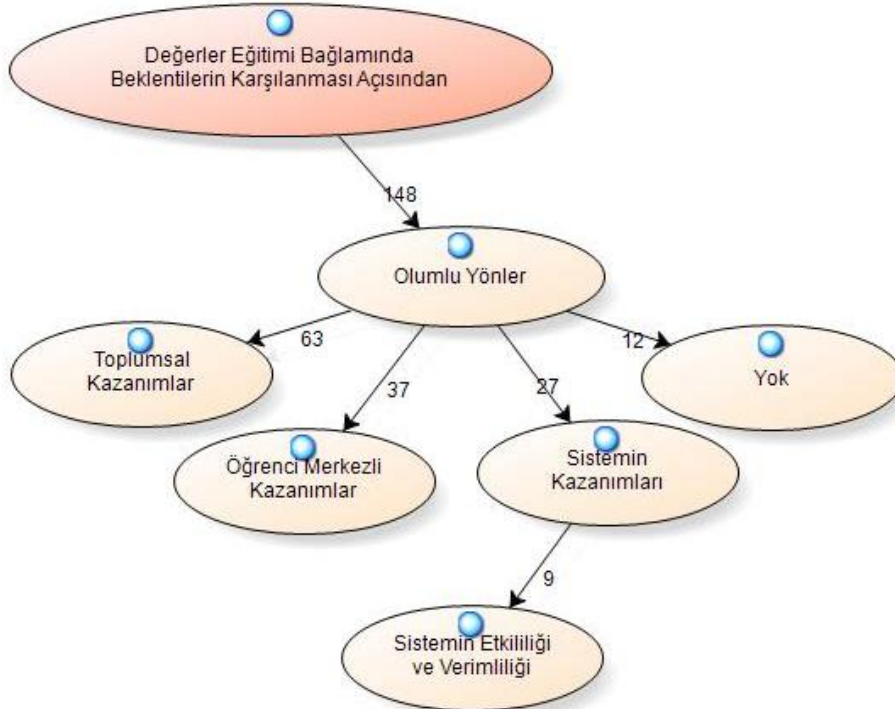 Değerler Eğitimi Bağlamında
Beklentilerin Karşılanması Açısından
148
Olumlu Yönler
63
37
27
12
Toplumsal
Kazanımlar
Yok
Öğrenci Merkezli
Kazanımlar
Sistemin
Kazanımları
9
Sistemin Etkililiği
ve Verimliliği